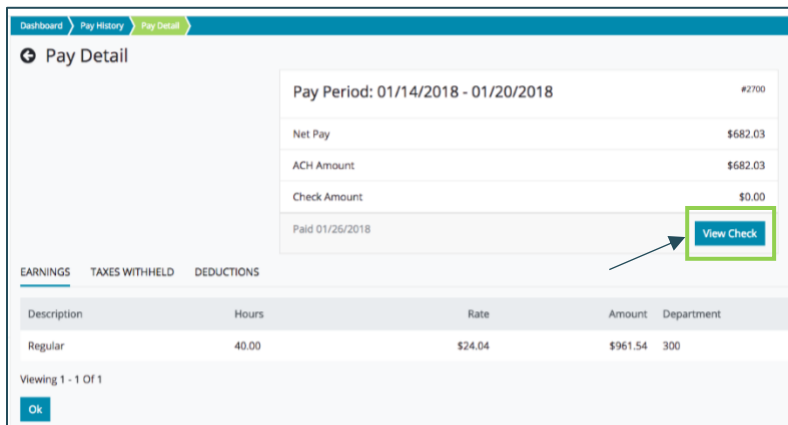 Dashboard Pay History Pay Detail
Pay Detail
Pay Period: 01/14/2018 - 01/20/2018 #2700
Net Pay $682.03
ACH Amount $682.03
Check Amount $0.00
Paid 01/26/2018 View Check
EARNINGS TAXES WITHHELD DEDUCTIONS
Description Hours Rate Amount Department
Regular 40.00 $24.04 $961.54 300
Viewing 1 - 1 Of 1
Ok